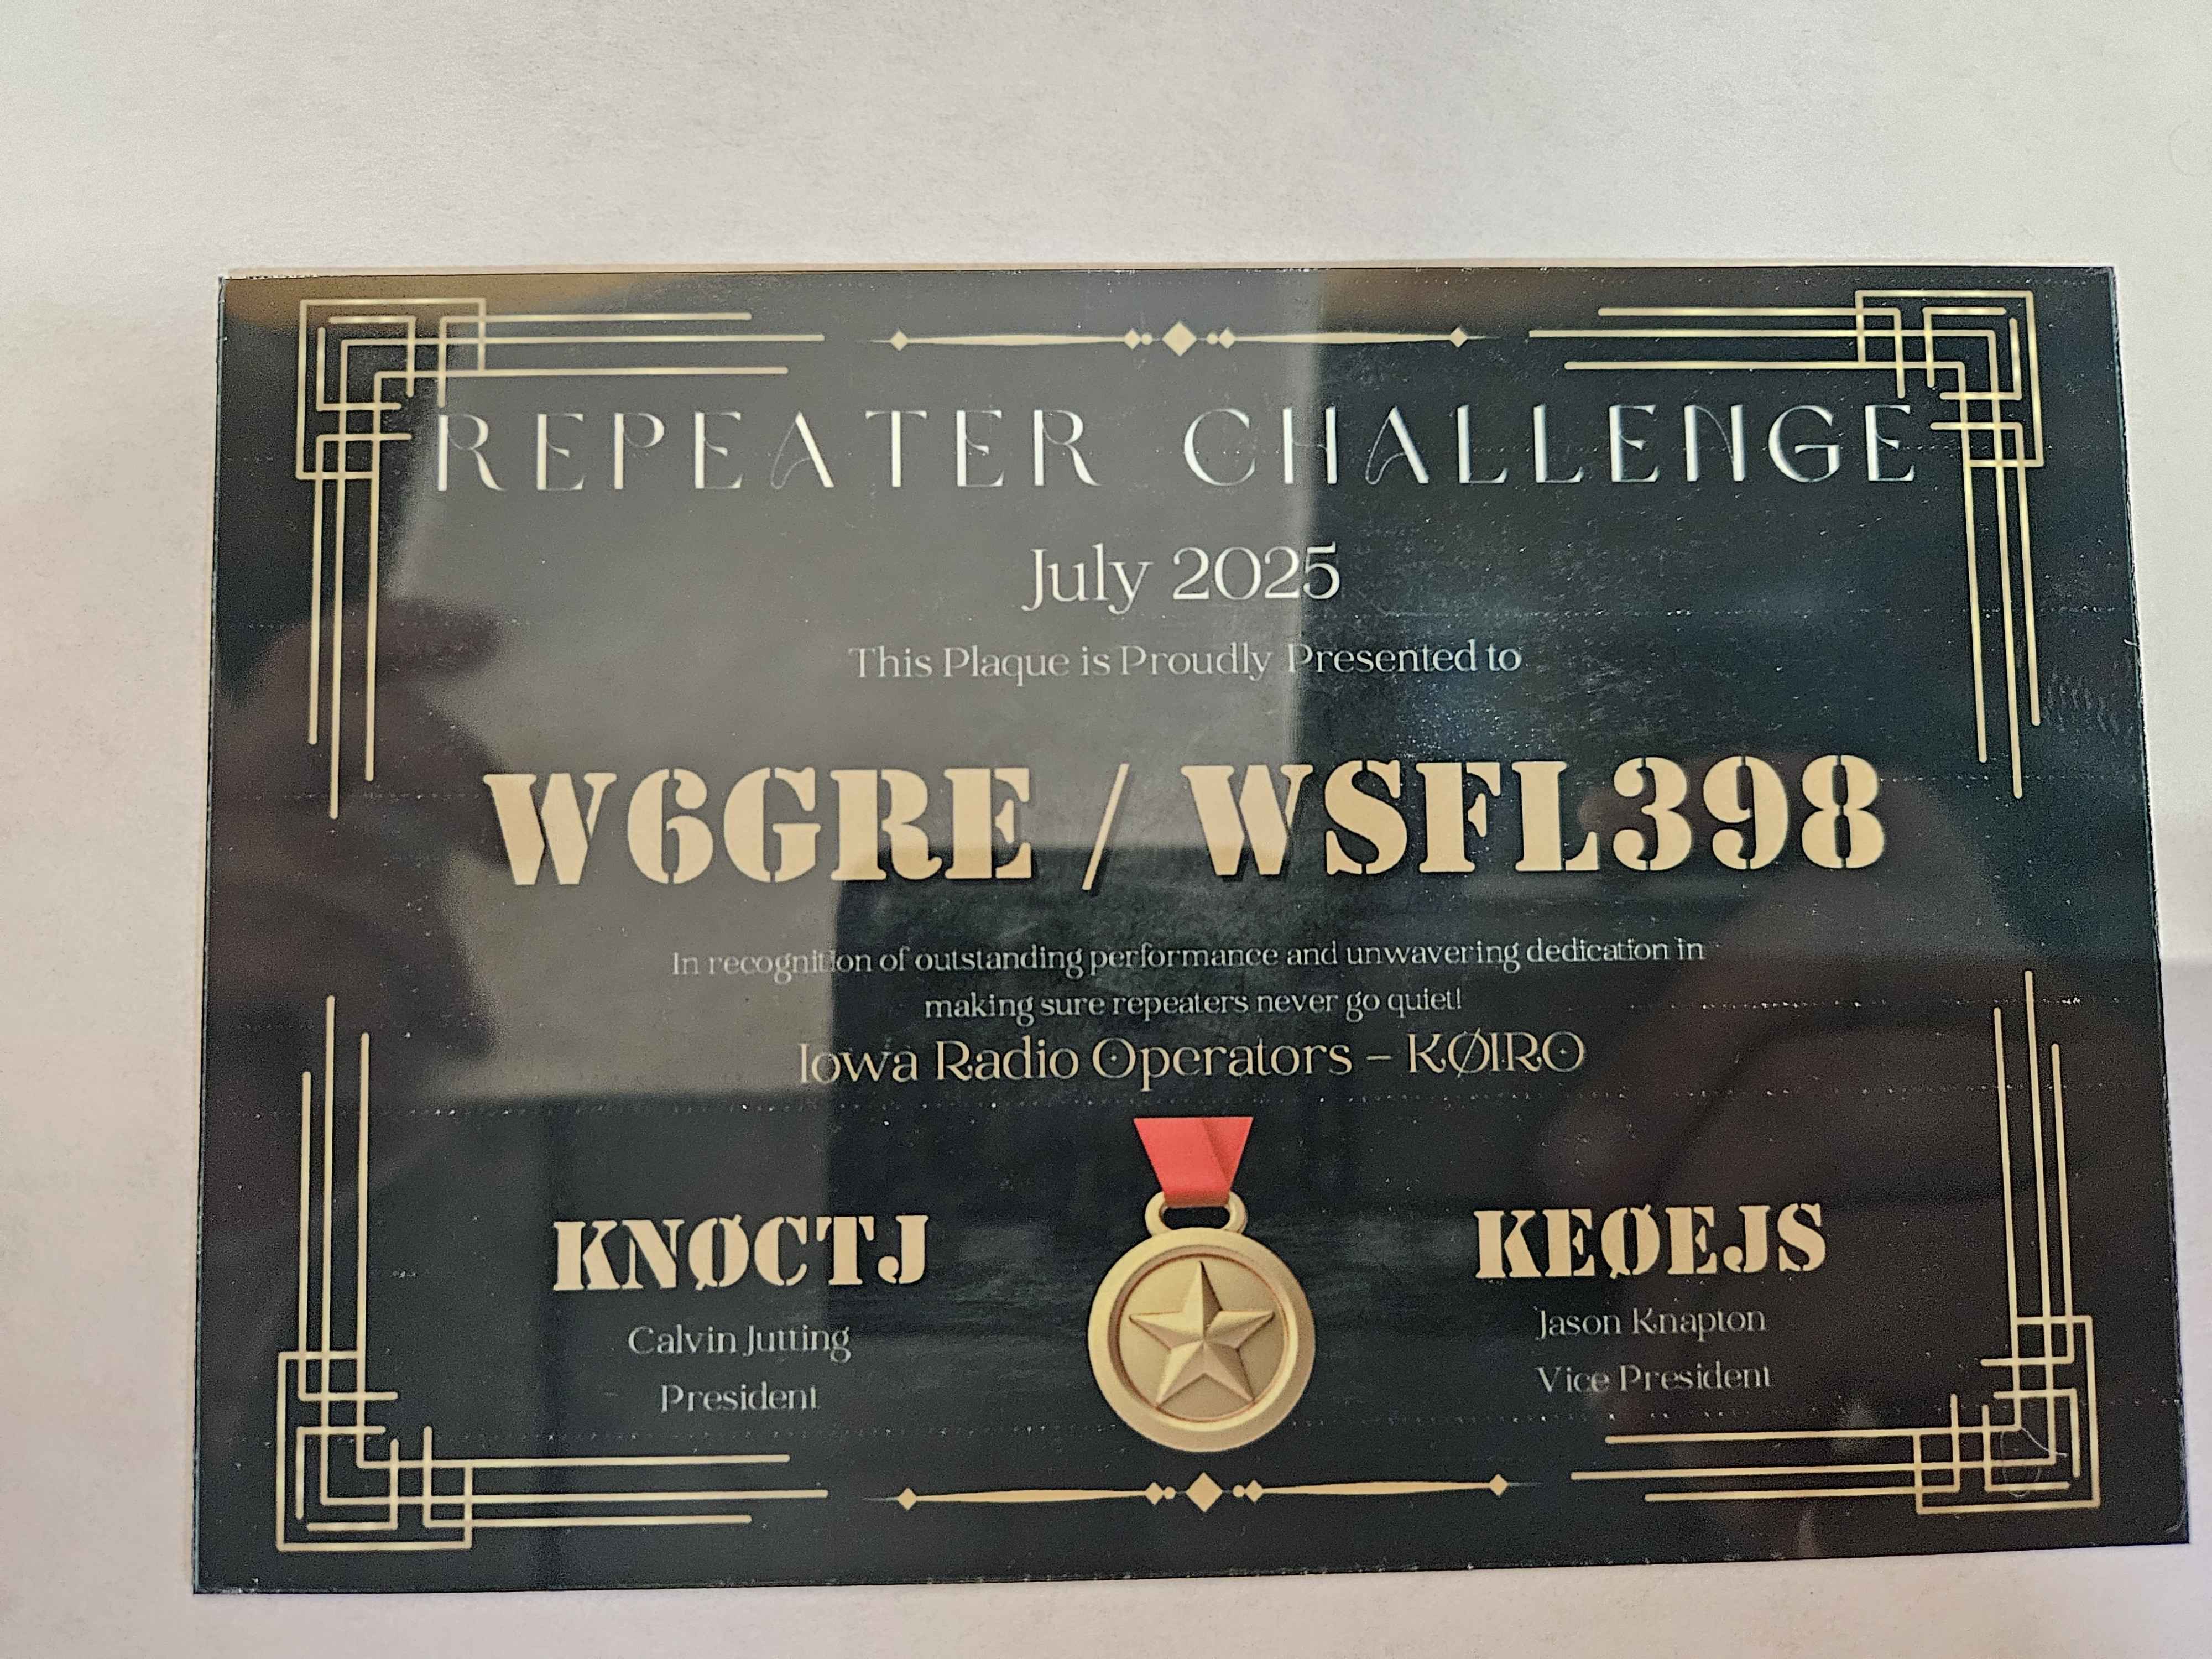 REPEATER CHALLENGE
July 2025
This Plaque is Proudly Presented to
W6GRE / WSFL398
In recognition of outstanding performance and unwavering dedication in
making sure repeaters never go quiet!
Iowa Radio Operators – KØIRO
KNØCTJ
Calvin Jutting
President
KEØEJS
Jason Knapton
Vice President